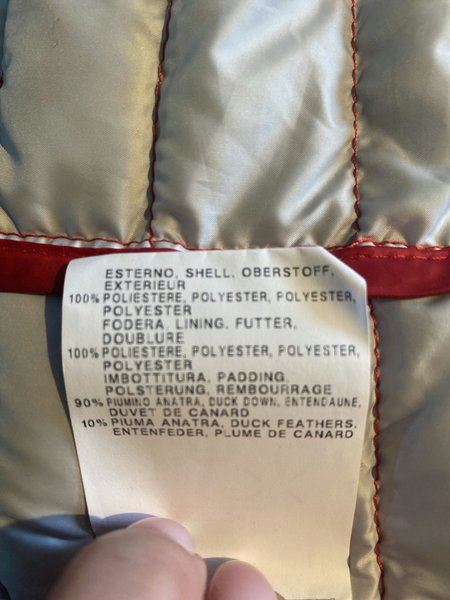 ESTERNO, SHELL, OBERSTOFF,
EXTERIEUR
100% POLIESTERE, POLYESTER, POLYESTER,
POLYESTER
FODERA, LINING, FUTTER,
DOUBLURE
100% POLIESTERE, POLYESTER, POLYESTER,
POLYESTER
IMBOTTITURA, PADDING,
POLSTERUNG, REMBOURRAGE
90% PIUMINO ANATRA, DUCK DOWN, ENTENDAUNE,
DUVET DE CANARD
10% PIUMA ANATRA, DUCK FEATHERS,
ENTENFEDER, PLUME DE CANARD